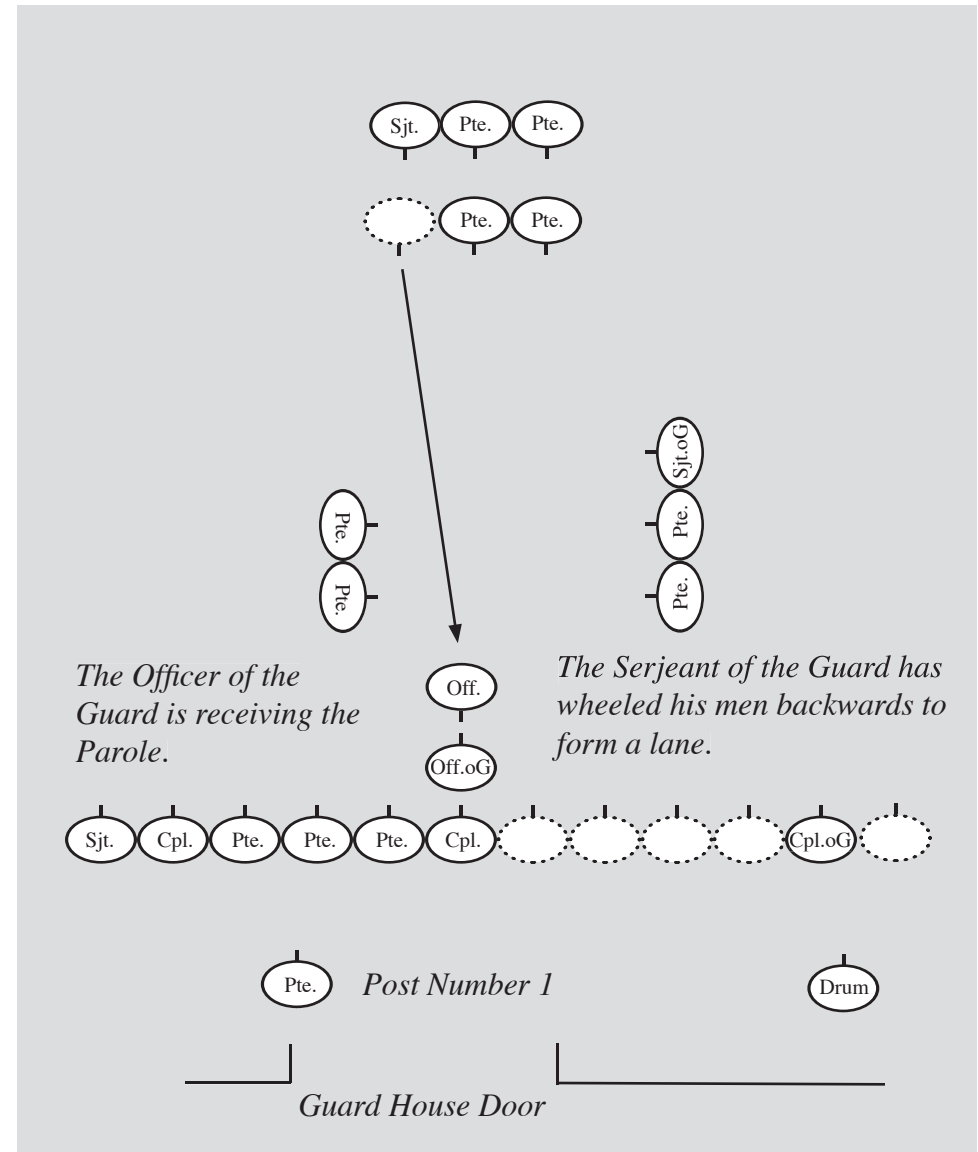 Sjt. Pte. Pte.
Pte. Pte.
Sjt.oG
Pte.
Pte.
Pte.
Pte.
The Officer of the
Guard is receiving the
Parole.
Off.
The Serjeant of the Guard has
wheeled his men backwards to
form a lane.
Off.oG
Sjt. Cpl. Pte. Pte. Pte. Cpl. Cpl.oG
Pte. Post Number 1 Drum
Guard House Door